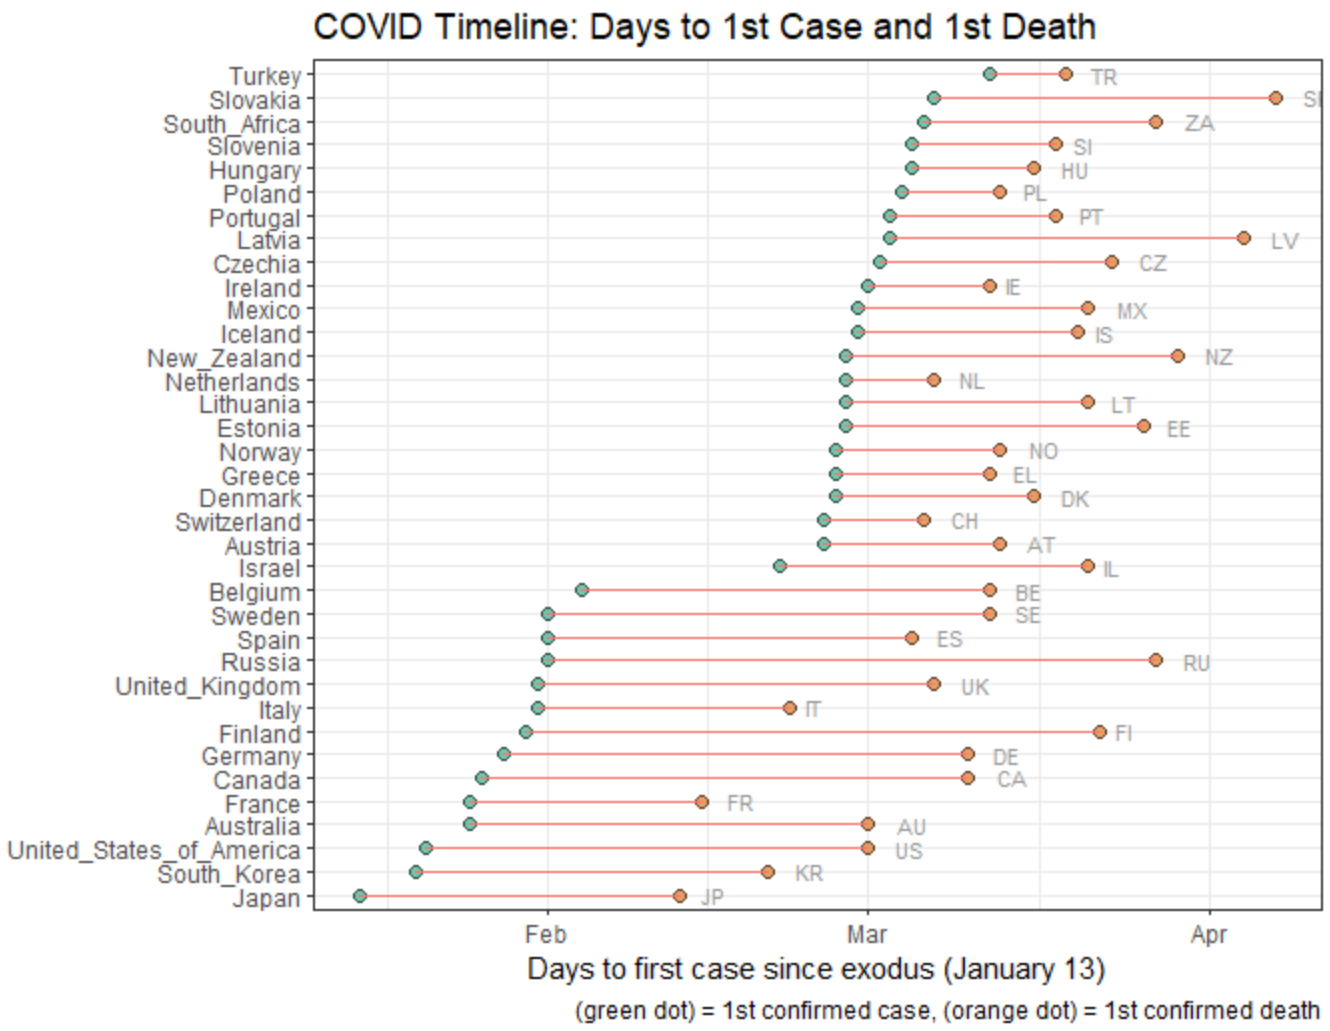 COVID Timeline: Days to 1st Case and 1st Death
Turkey TR
Slovakia
South_Africa ZA
Slovenia SI
Hungary HU
Poland PL
Portugal PT
Latvia LV
Czechia CZ
Ireland IE
Mexico MX
Iceland IS
New_Zealand NZ
Netherlands NL
Lithuania LT
Estonia EE
Norway NO
Greece EL
Denmark DK
Switzerland CH
Austria AT
Israel IL
Belgium BE
Sweden SE
Spain ES
Russia RU
United_Kingdom UK
Italy IT
Finland FI
Germany DE
Canada CA
France FR
Australia AU
United_States_of_America US
South_Korea KR
Japan JP
Feb Mar Apr
Days to first case since exodus (January 13)
(green dot) = 1st confirmed case, (orange dot) = 1st confirmed death